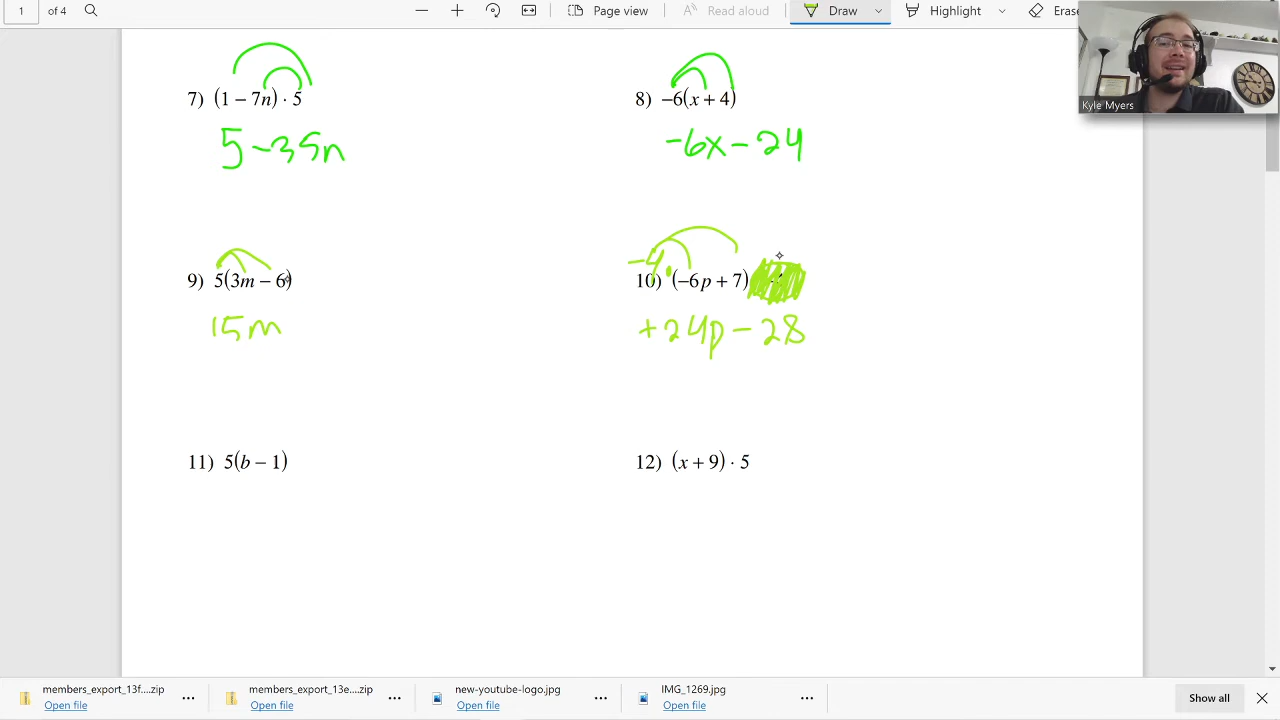 1 of 4 Page view Read aloud Draw Highlight Erase
Kyle Myers
7) (1 − 7n) · 5
5 - 35n
8) −6(x + 4)
-6x - 24
9) 5(3m − 6)
15m
-4 ·
10) (−6p + 7)
+24p - 28
11) 5(b − 1)
12) (x + 9) · 5
members_export_13f....zip members_export_13e....zip new-youtube-logo.jpg IMG_1269.jpg Show all
Open file Open file Open file Open file